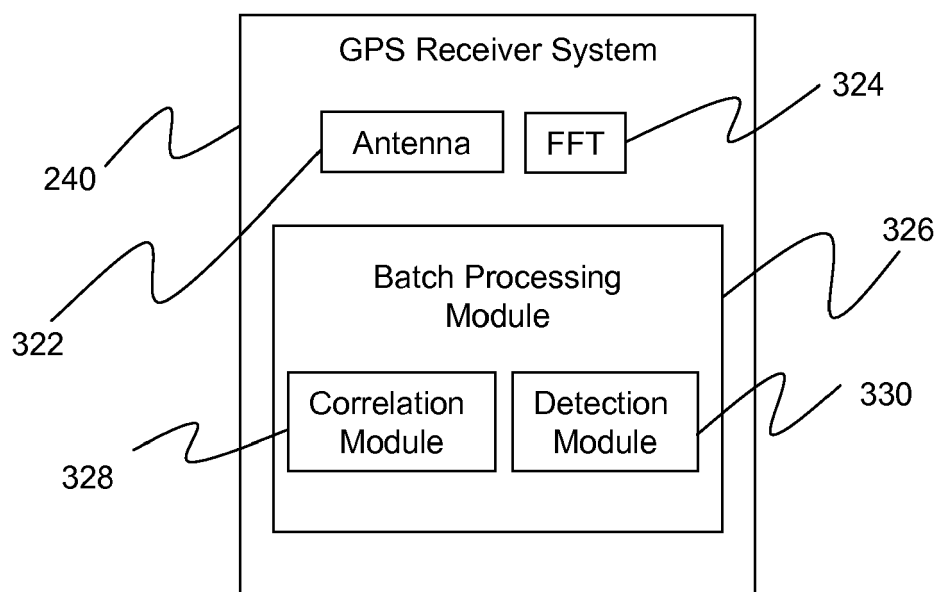 GPS Receiver System
324
Antenna
FFT
240
326
Batch Processing
Module
322
Correlation
Module
Detection
Module
330
328